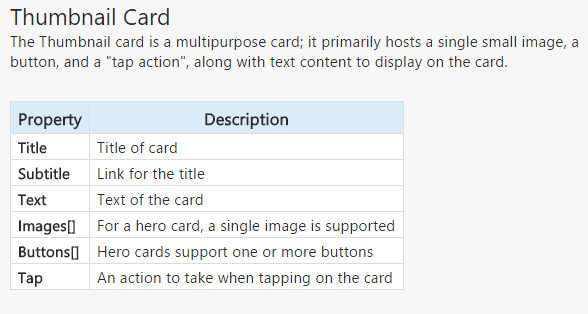 Thumbnail Card
The Thumbnail card is a multipurpose card; it primarily hosts a single small image, a
button, and a "tap action", along with text content to display on the card.
Property Description
Title Title of card
Subtitle Link for the title
Text Text of the card
Images[] For a hero card, a single image is supported
Buttons[] Hero cards support one or more buttons
Tap An action to take when tapping on the card